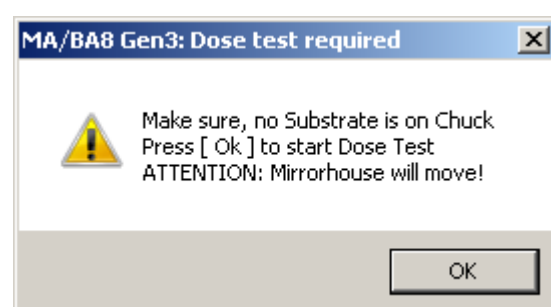 MA/BA8 Gen3: Dose test required
Make sure, no Substrate is on Chuck
Press [ Ok ] to start Dose Test
ATTENTION: Mirrorhouse will move!
OK